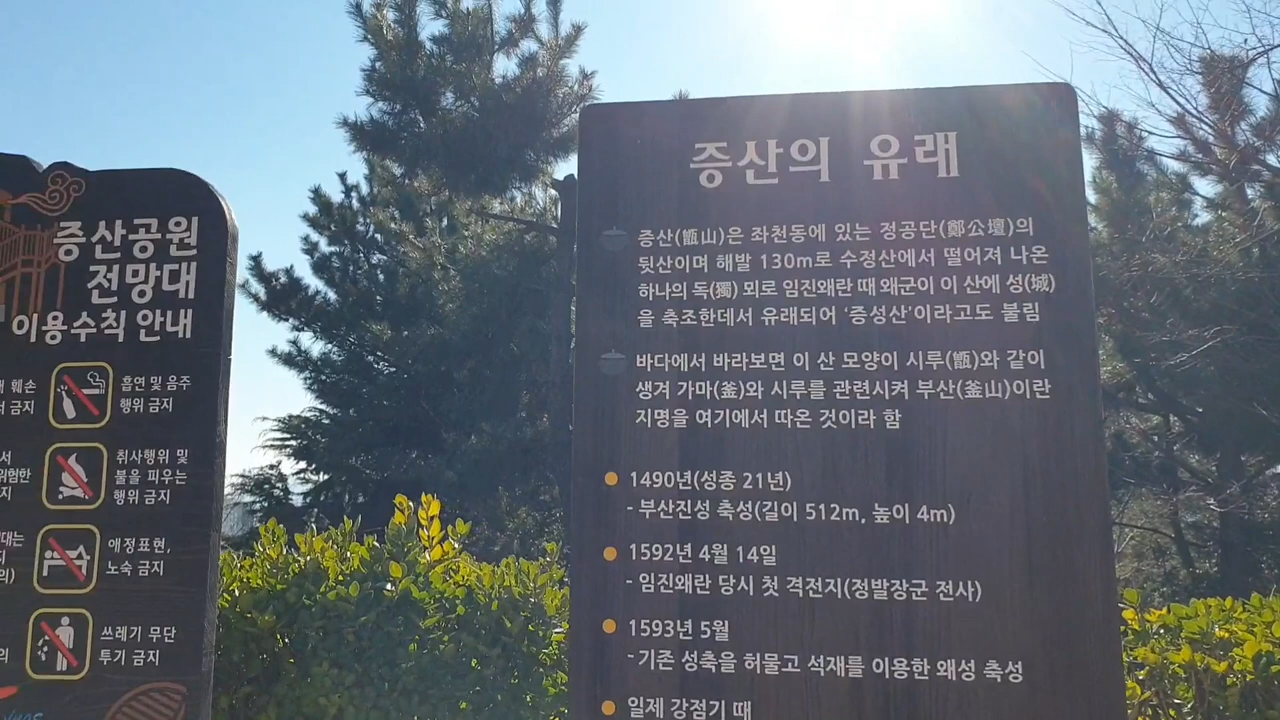 증산공원
전망대
이용수칙 안내
훼손
흡연 및 음주
행위 금지
취사행위 및
불을 피우는
행위 금지
애정표현,
노숙 금지
쓰레기 무단
투기 금지
증산의 유래
증산(甑山)은 좌천동에 있는 정공단(鄭公壇)의
뒷산이며 해발 130m로 수정산에서 떨어져 나온
하나의 독(獨) 뫼로 임진왜란 때 왜군이 이 산에 성(城)
을 축조한데서 유래되어 ‘증성산’이라고도 불림
바다에서 바라보면 이 산 모양이 시루(甑)와 같이
생겨 가마(釜)와 시루를 관련시켜 부산(釜山)이란
지명을 여기에서 따온 것이라 함
1490년(성종 21년)
- 부산진성 축성(길이 512m, 높이 4m)
1592년 4월 14일
- 임진왜란 당시 첫 격전지(정발장군 전사)
1593년 5월
- 기존 성축을 허물고 석재를 이용한 왜성 축성
일제 강점기 때